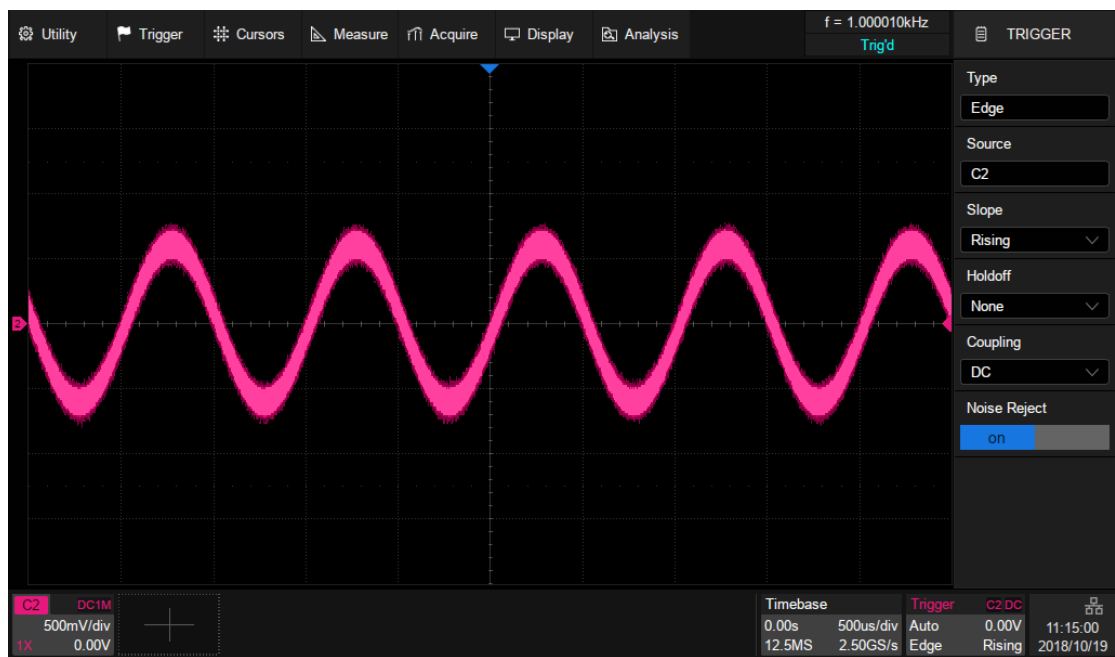 Utility Trigger Cursors Measure Acquire Display Analysis
f = 1.000010kHz
Trig'd
TRIGGER
Type
Edge
Source
C2
Slope
Rising
Holdoff
None
Coupling
DC
Noise Reject
on
2
C2 DC1M
500mV/div
1X 0.00V
Timebase
0.00s 500us/div
12.5MS 2.50GS/s
Trigger C2 DC
Auto 0.00V
Edge Rising
11:15:00
2018/10/19